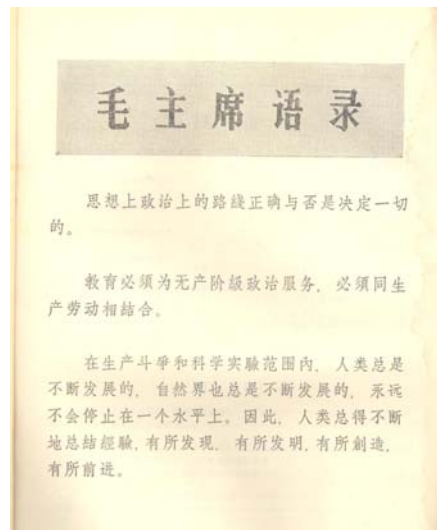 毛主席语录
思想上政治上的路綫正确与否是决定一切
的。
教育必须为无产阶级政治服务，必须同生
产劳动相结合。
在生产斗爭和科学实驗范围内，人类总是
不断发展的，自然界也总是不断发展的，永远
不会停止在一个水平上。因此，人类总得不断
地总结經驗，有所发现，有所发明，有所創造，
有所前进。